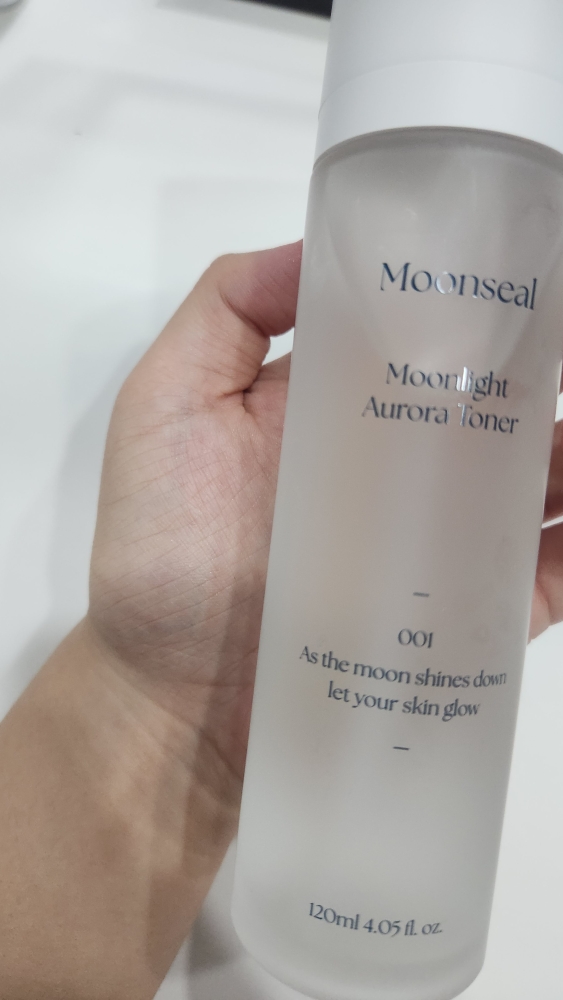 Moonseal
Moonlight
Aurora Toner
001
As the moon shines down
let your skin glow
120ml 4.05 fl. oz.